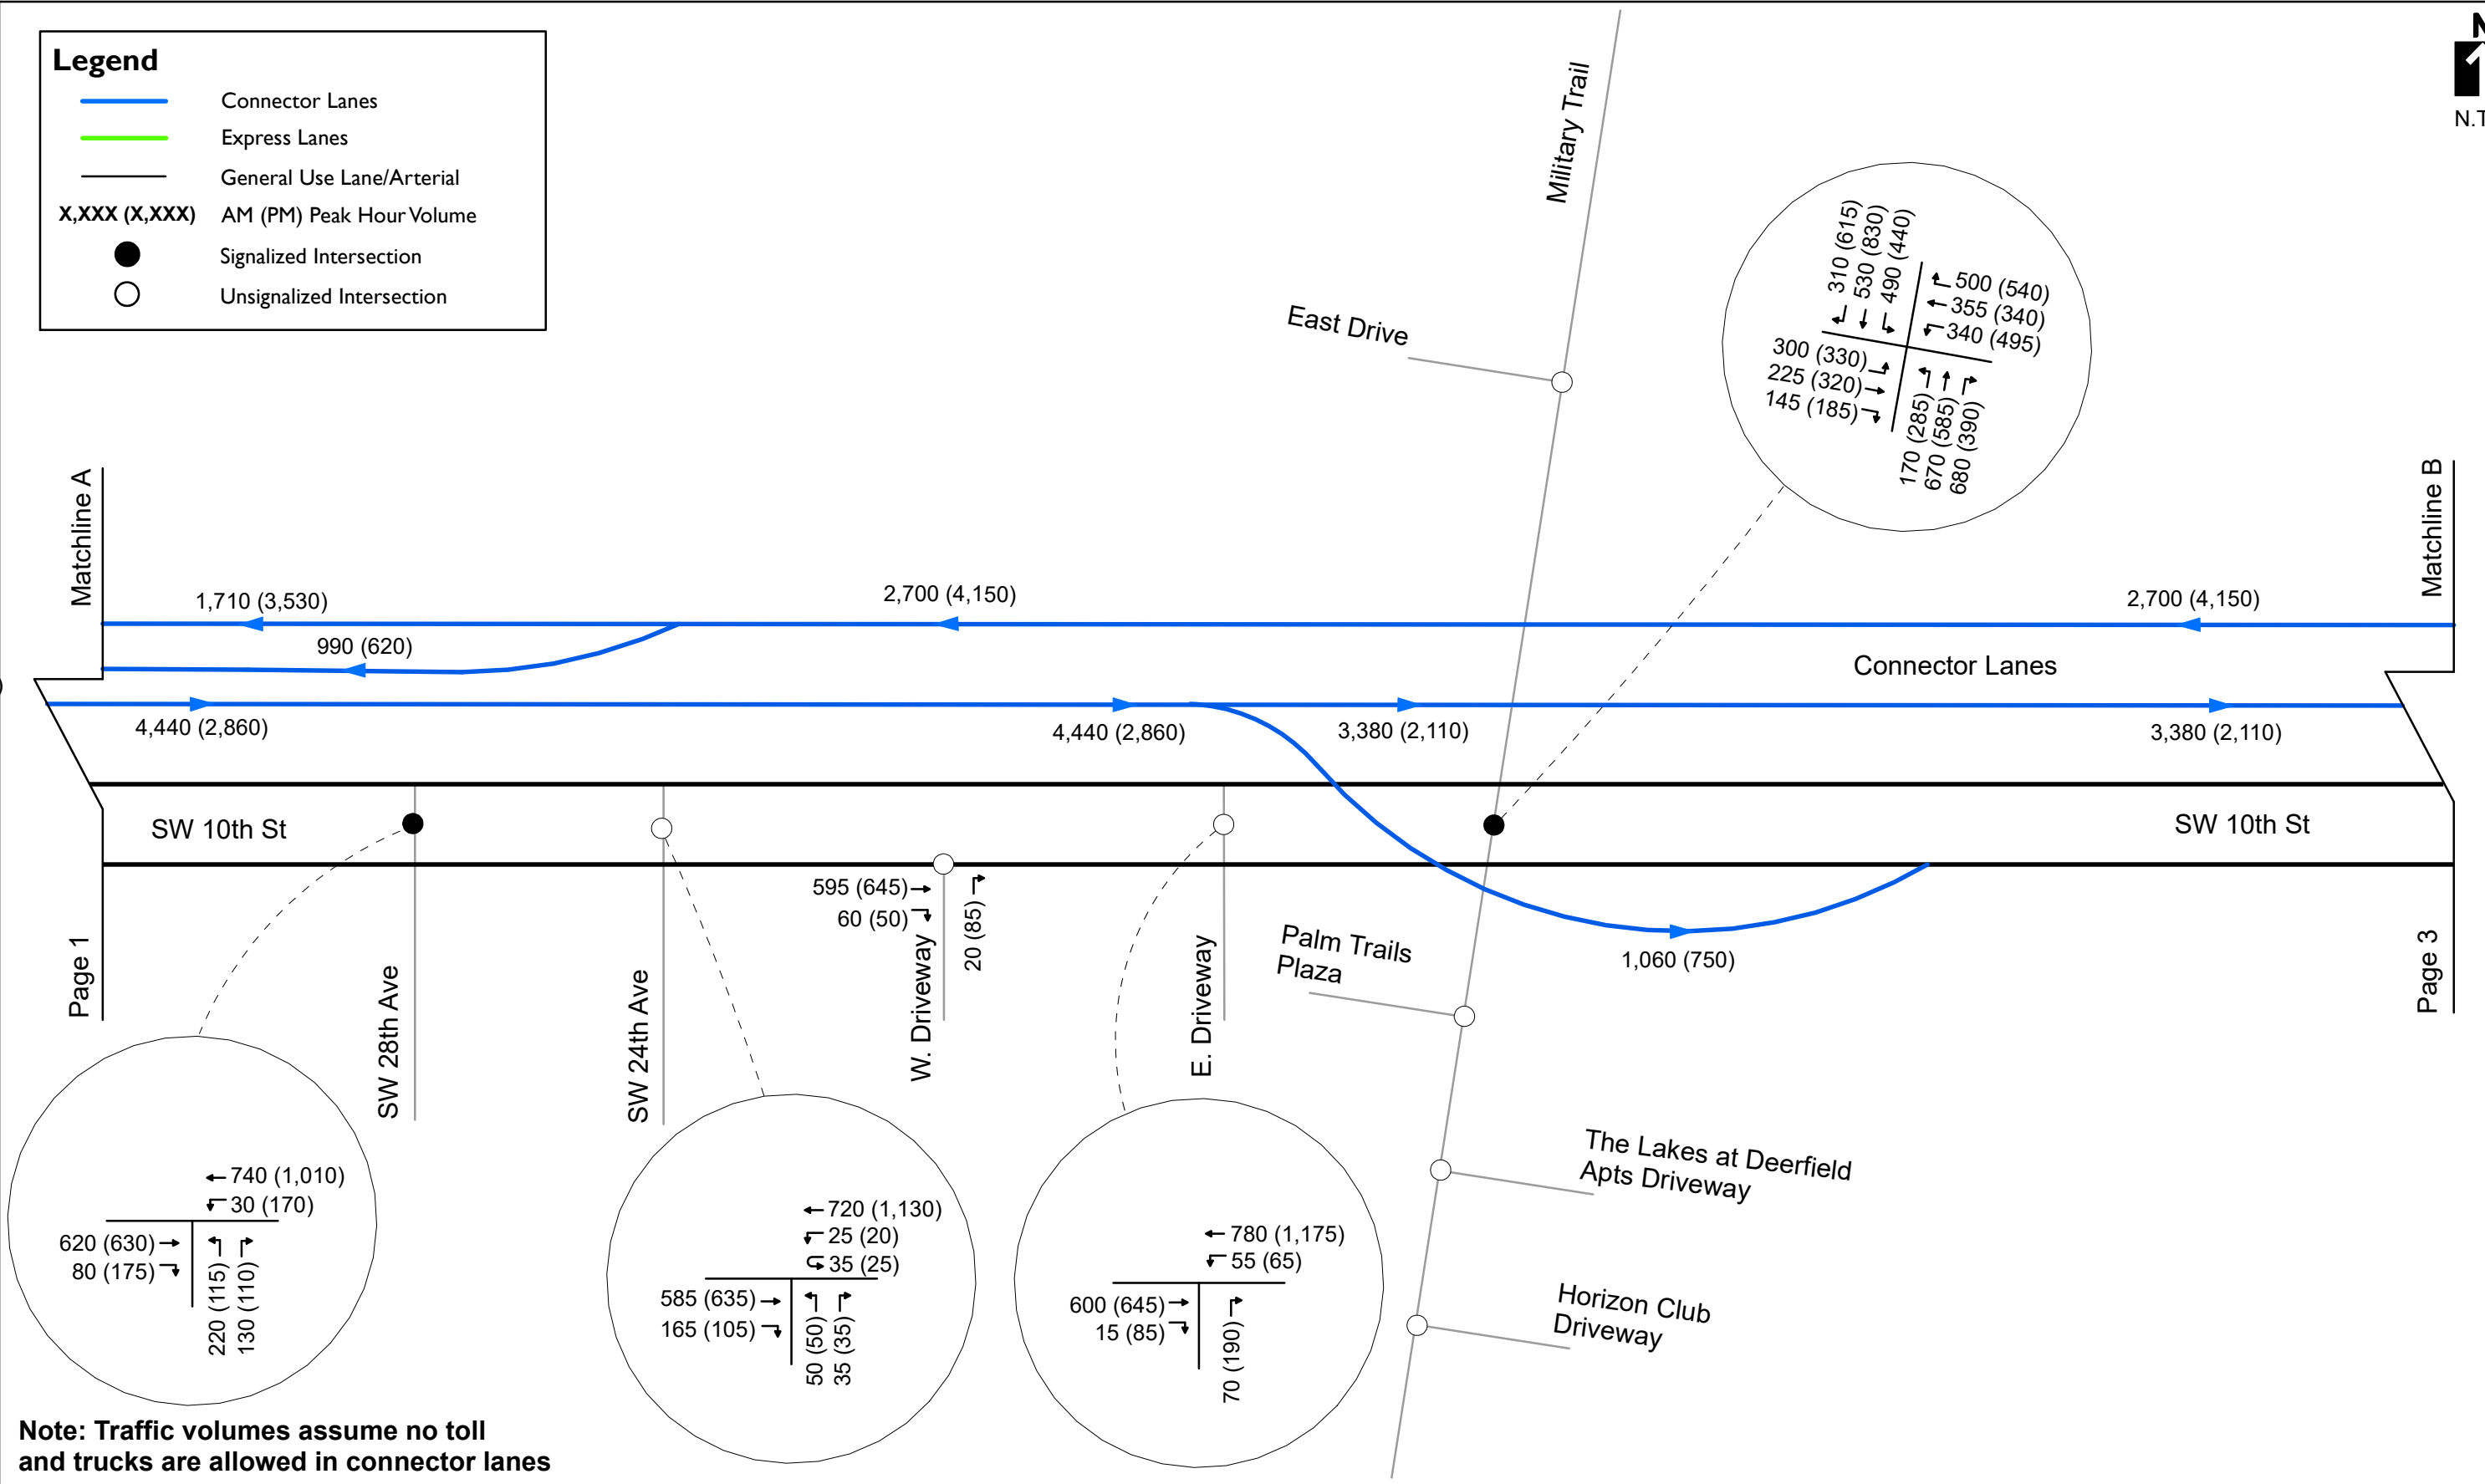 Legend
Connector Lanes
Express Lanes
General Use Lane/Arterial
X,XXX (X,XXX) AM (PM) Peak Hour Volume
Signalized Intersection
Unsignalized Intersection
N
N.T
Military Trail
East Drive
310 (615)
530 (830)
490 (440)
500 (540)
355 (340)
340 (495)
300 (330)
225 (320)
145 (185)
170 (285)
670 (585)
680 (390)
Matchline A
Matchline B
1,710 (3,530)
2,700 (4,150)
2,700 (4,150)
990 (620)
Connector Lanes
4,440 (2,860)
4,440 (2,860)
3,380 (2,110)
3,380 (2,110)
SW 10th St
SW 10th St
595 (645)
60 (50)
20 (85)
Page 1
SW 28th Ave
SW 24th Ave
W. Driveway
E. Driveway
Palm Trails
Plaza
1,060 (750)
Page 3
The Lakes at Deerfield
Apts Driveway
Horizon Club
Driveway
740 (1,010)
30 (170)
620 (630)
80 (175)
220 (115)
130 (110)
720 (1,130)
25 (20)
35 (25)
585 (635)
165 (105)
50 (50)
35 (35)
780 (1,175)
55 (65)
600 (645)
15 (85)
70 (190)
Note: Traffic volumes assume no toll
and trucks are allowed in connector lanes